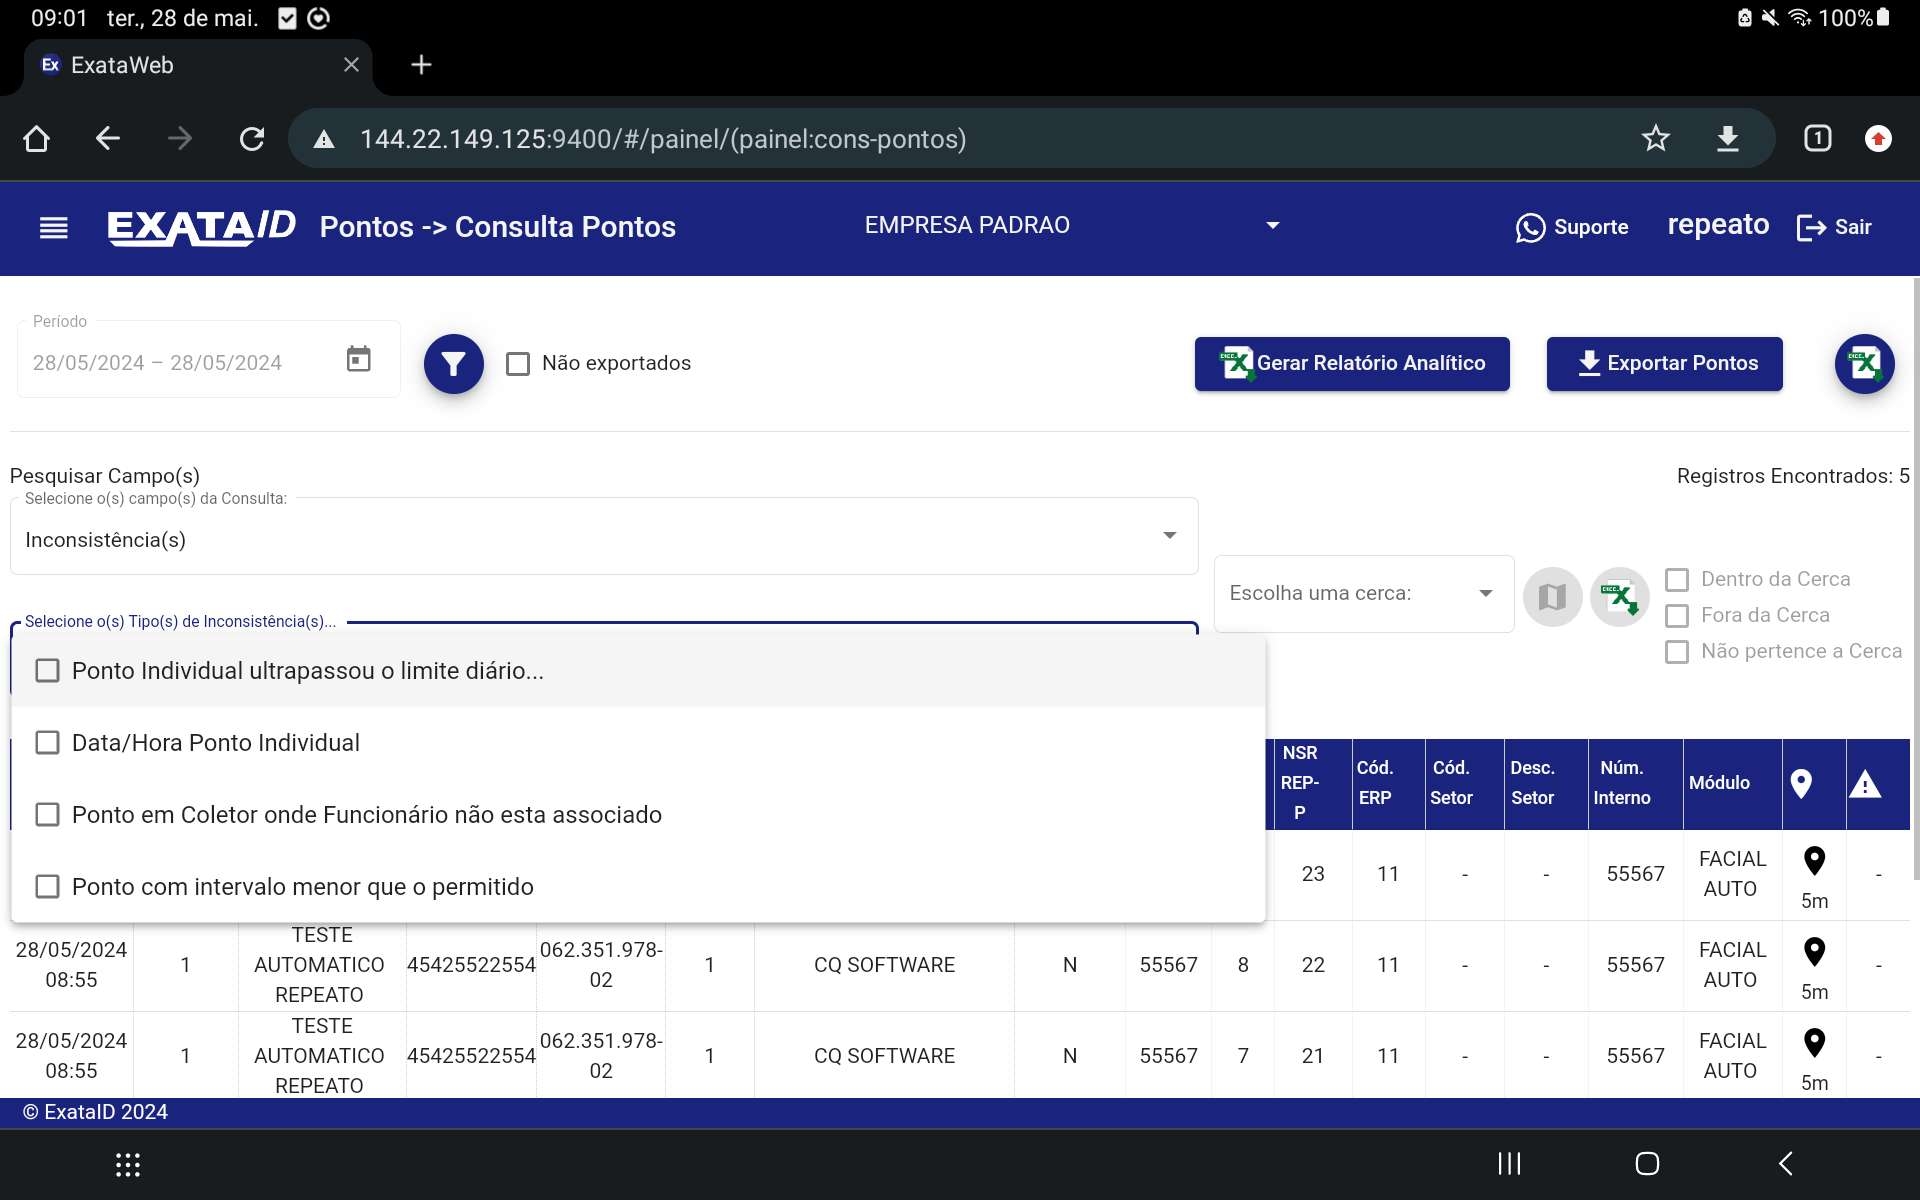 09:01 ter., 28 de mai.
100%
Ex ExataWeb
144.22.149.125:9400/#/painel/(painel:cons-pontos)
1
EXATAID Pontos -> Consulta Pontos
EMPRESA PADRAO
Suporte
repeato
Sair
Período
28/05/2024 – 28/05/2024
Não exportados
Gerar Relatório Analítico
Exportar Pontos
Pesquisar Campo(s)
Registros Encontrados: 5
Selecione o(s) campo(s) da Consulta:
Inconsistência(s)
Escolha uma cerca:
Dentro da Cerca
Fora da Cerca
Não pertence a Cerca
Selecione o(s) Tipo(s) de Inconsistência(s)...
Ponto Individual ultrapassou o limite diário...
Data/Hora Ponto Individual
Ponto em Coletor onde Funcionário não esta associado
Ponto com intervalo menor que o permitido
NSR REP-P
Cód. ERP
Cód. Setor
Desc. Setor
Núm. Interno
Módulo
23 11 - - 55567 FACIAL AUTO 5m -
28/05/2024 08:55 1 TESTE AUTOMATICO REPEATO 45425522554 062.351.978-02 1 CQ SOFTWARE N 55567 8 22 11 - - 55567 FACIAL AUTO 5m -
28/05/2024 08:55 1 TESTE AUTOMATICO REPEATO 45425522554 062.351.978-02 1 CQ SOFTWARE N 55567 7 21 11 - - 55567 FACIAL AUTO 5m -
© ExataID 2024